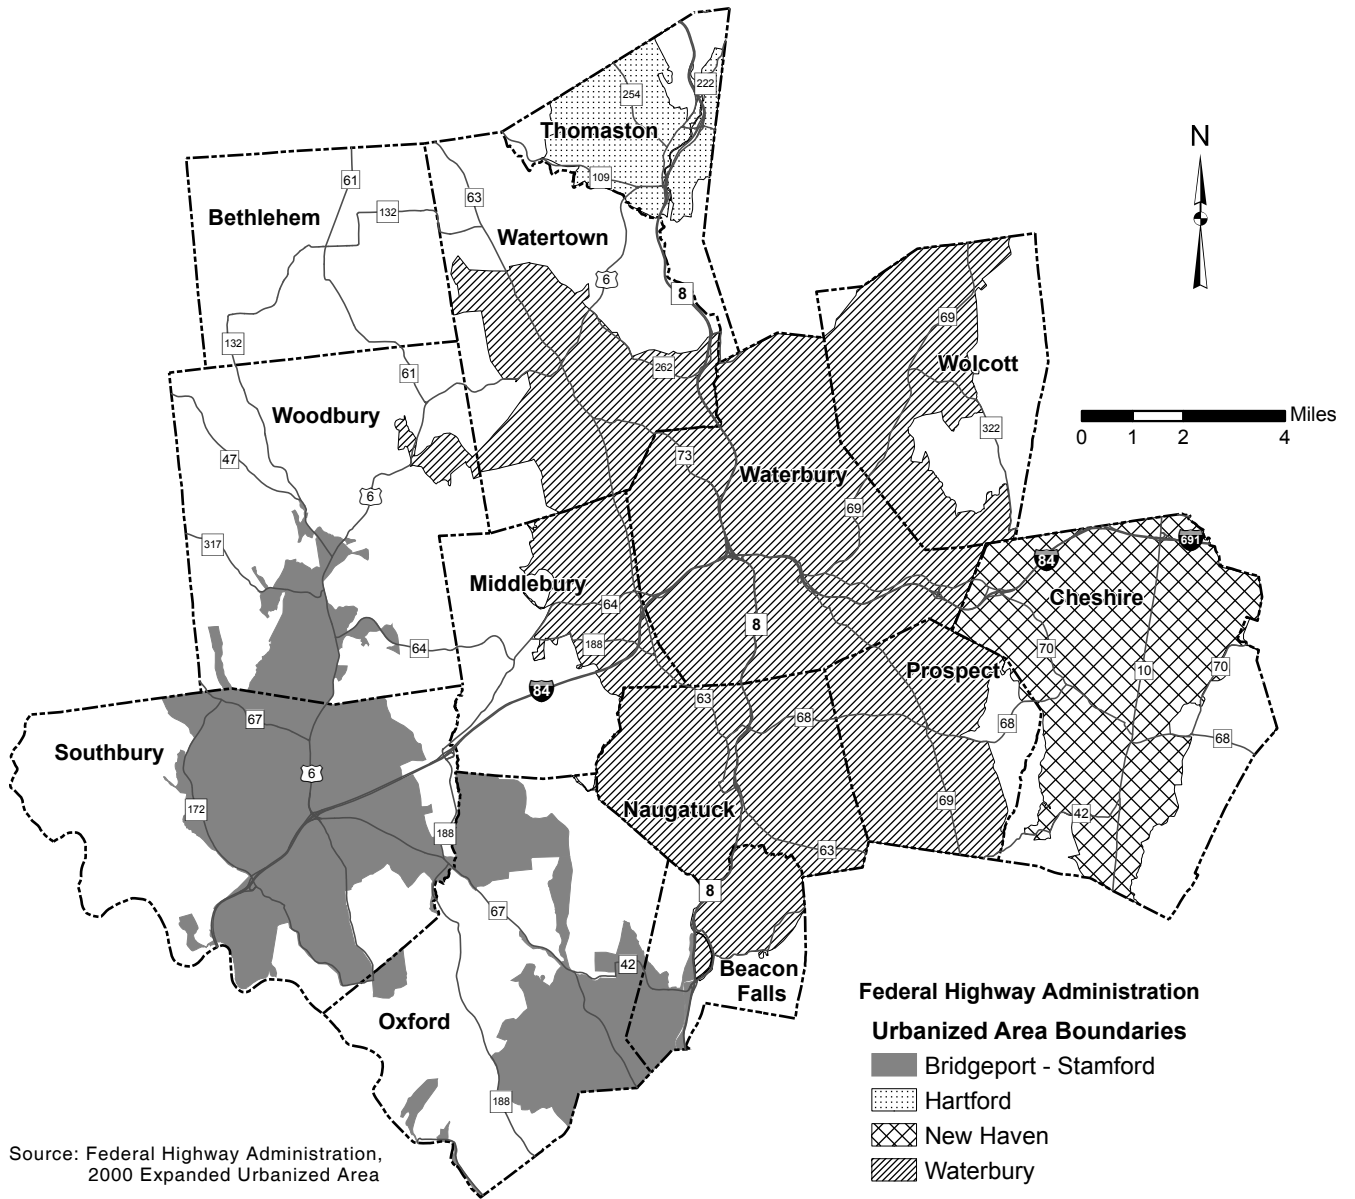 222
254
Thomaston
N
109
61
63
132
Bethlehem
Watertown
6
8
69
132
Wolcott
262
61
Woodbury
322
Miles
0 1 2 4
47
73
Waterbury
6
69
317
691
84
Middlebury
Cheshire
64
8
188
64
70
70
Prospect
10
84
63
67
68
68
68
Southbury
6
172
Naugatuck
69
42
188
63
8
67
42
Beacon
Falls
Oxford
188
Federal Highway Administration
Urbanized Area Boundaries
Bridgeport - Stamford
Hartford
New Haven
Waterbury
Source: Federal Highway Administration,
2000 Expanded Urbanized Area